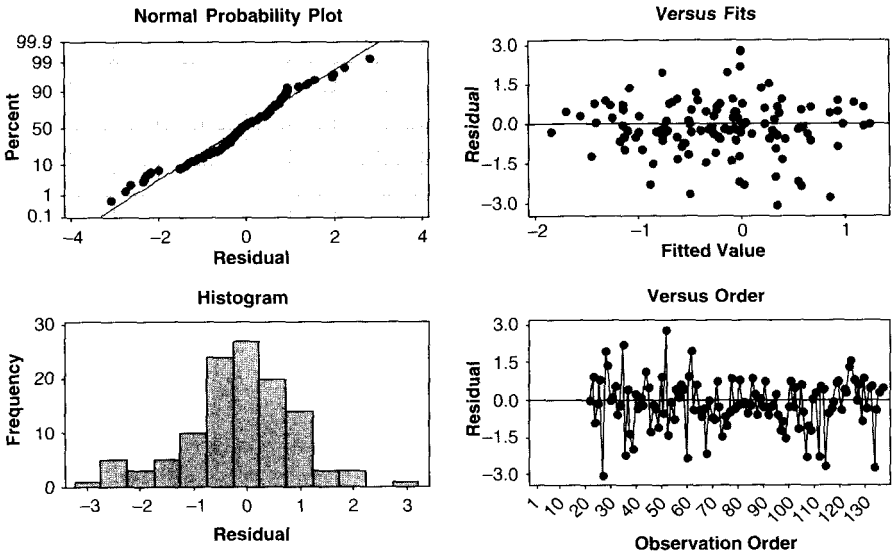 Normal Probability Plot
99.9
99
90
50
10
1
0.1
Percent
−4 −2 0 2 4
Residual
Versus Fits
3.0
1.5
0.0
−1.5
−3.0
Residual
−2 −1 0 1
Fitted Value
Histogram
30
20
10
0
Frequency
−3 −2 −1 0 1 2 3
Residual
Versus Order
3.0
1.5
0.0
−1.5
−3.0
Residual
1 10 20 30 40 50 60 70 80 90 100 110 120 130
Observation Order